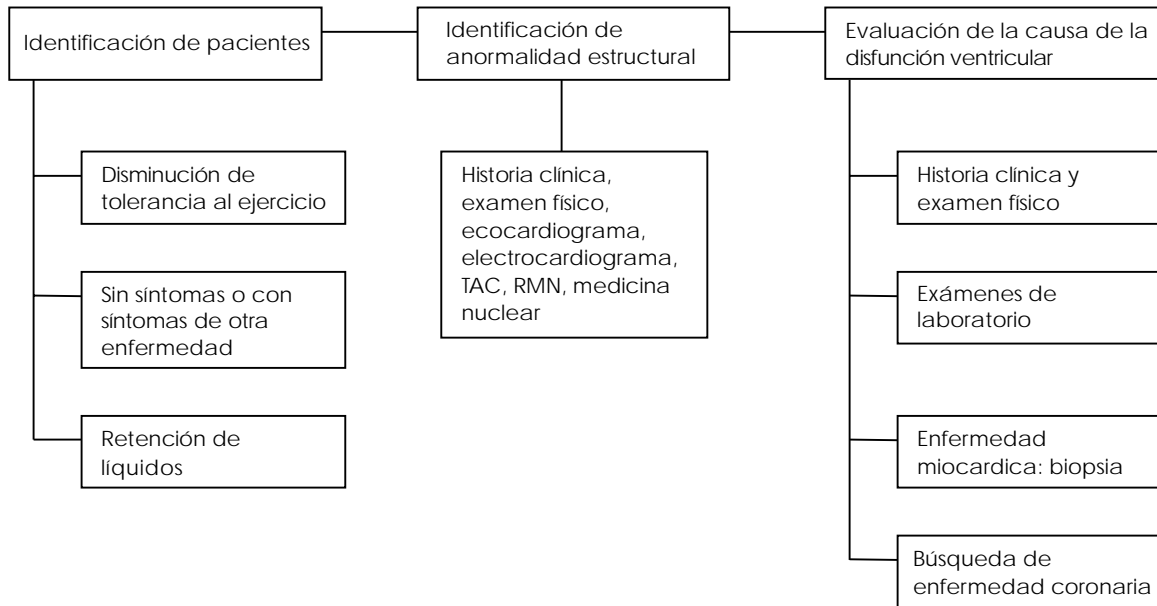 Identificación de pacientes
Identificación de
anormalidad estructural
Evaluación de la causa de la
disfunción ventricular
Disminución de
tolerancia al ejercicio
Sin síntomas o con
síntomas de otra
enfermedad
Retención de
líquidos
Historia clínica,
examen físico,
ecocardiograma,
electrocardiograma,
TAC, RMN, medicina
nuclear
Historia clínica y
examen físico
Exámenes de
laboratorio
Enfermedad
miocardica: biopsia
Búsqueda de
enfermedad coronaria